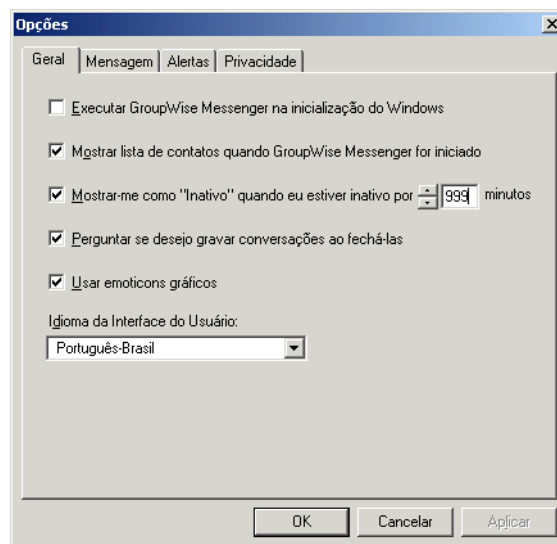 Opções
Geral Mensagem Alertas Privacidade
Executar GroupWise Messenger na inicialização do Windows
Mostrar lista de contatos quando GroupWise Messenger for iniciado
Mostrar-me como "Inativo" quando eu estiver inativo por 999 minutos
Perguntar se desejo gravar conversações ao fechá-las
Usar emoticons gráficos
Idioma da Interface do Usuário:
Português-Brasil
OK Cancelar Aplicar